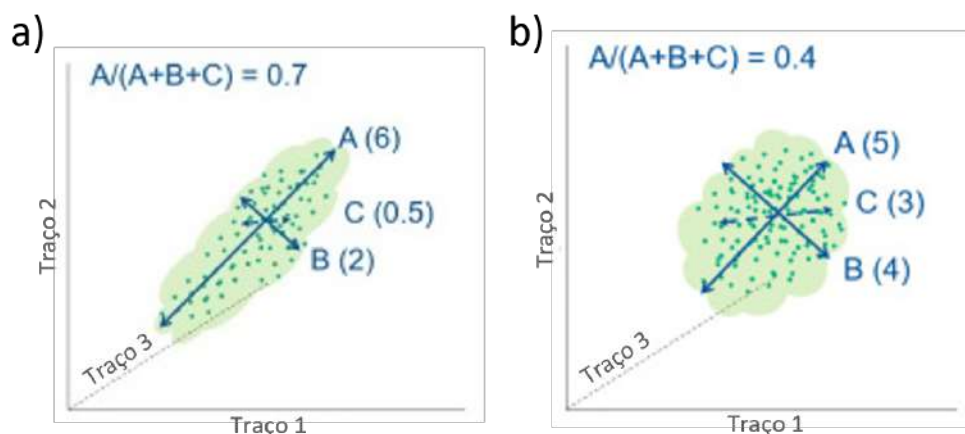 a)
A/(A+B+C) = 0.7
A (6)
C (0.5)
B (2)
Traço 2
Traço 3
Traço 1
b)
A/(A+B+C) = 0.4
A (5)
C (3)
B (4)
Traço 2
Traço 3
Traço 1